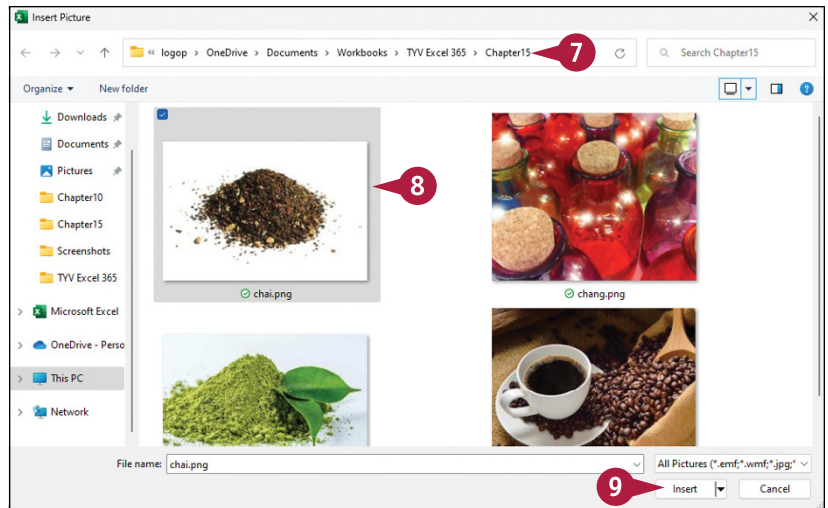 Insert Picture
« logop > OneDrive > Documents > Workbooks > TYV Excel 365 > Chapter15
7
Search Chapter15
Organize
New folder
Downloads
Documents
Pictures
Chapter10
Chapter15
Screenshots
TYV Excel 365
Microsoft Excel
OneDrive - Perso
This PC
Network
8
chai.png
chang.png
File name: chai.png
All Pictures (*.emf;*.wmf;*.jpg;*
9
Insert
Cancel